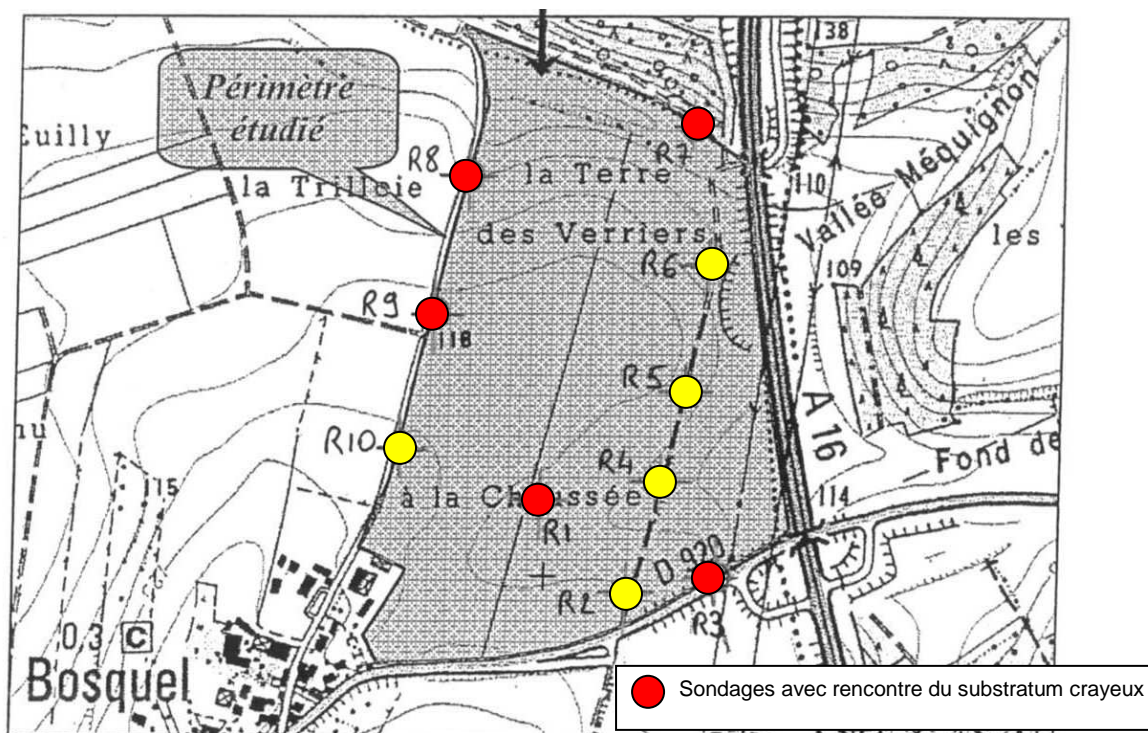 138
Périmètre
étudié
Euilly
R7
R8
la Terre
la Trilloie
110
Vallée Méquignon
les
des Verriers
R6
109
R9
118
R5
A 16
R10
R4
Fond de
115
à la Chaussée
114
R1
D 920
R2
R3
03 C
Bosquel
Sondages avec rencontre du substratum crayeux